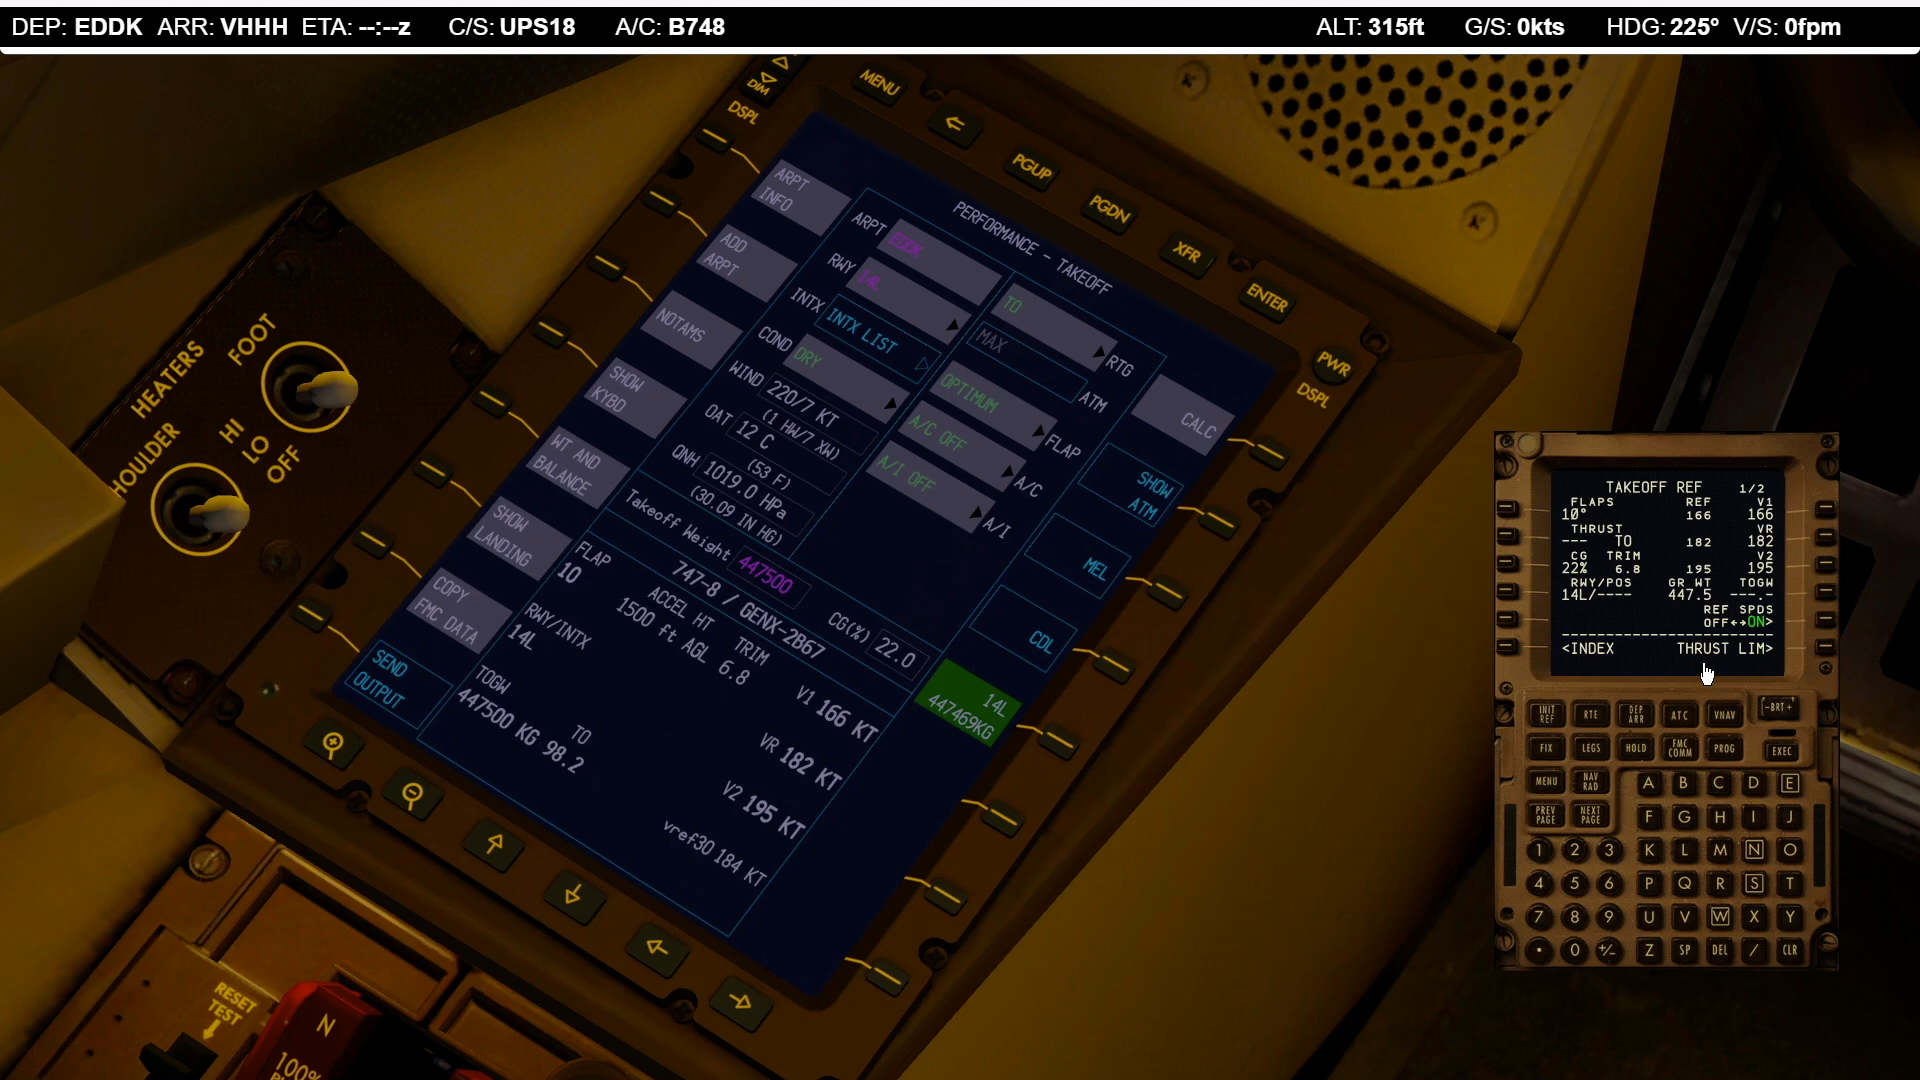 DEP: EDDK ARR: VHHH ETA: --:--z C/S: UPS18 A/C: B748 ALT: 315ft G/S: 0kts HDG: 225° V/S: 0fpm
DIM
DSPL
MENU
PGUP
PGDN
XFR
ENTER
PWR
DSPL
HEATERS
FOOT
SHOULDER
HI
LO
OFF
ARPT
INFO
ADD
ARPT
NOTAMS
SHOW
KYBD
WT AND
BALANCE
SHOW
LANDING
COPY
FMC DATA
SEND
OUTPUT
PERFORMANCE - TAKEOFF
ARPT EDDK
RWY 14L
INTX INTX LIST
COND DRY
WIND 220/7 KT
(1 HW/7 XW)
OAT 12 C
(53 F)
QNH 1019.0 HPa
(30.09 IN HG)
TO RTG
MAX ATM
OPTIMUM FLAP
A/C OFF A/C
A/I OFF A/I
Takeoff Weight 447500
CALC
SHOW
ATM
MEL
CDL
14L
447469KG
747-8 / GENX-2B67
CG(%) 22.0
FLAP
10
ACCEL HT
1500 ft AGL
TRIM
6.8
RWY/INTX
14L
TOGW
447500 KG
TO
98.2
V1 166 KT
VR 182 KT
V2 195 KT
vref30 184 KT
RESET
TEST
N
100%
TAKEOFF REF 1/2
FLAPS REF V1
10° 166 166
THRUST VR
--- TO 182 182
CG TRIM V2
22% 6.8 195 195
RWY/POS GR WT TOGW
14L/---- 447.5 ---.-
REF SPDS
OFF↔ON>
<INDEX THRUST LIM>
INIT REF RTE DEP ARR ATC VNAV -BRT+
FIX LEGS HOLD FMC COMM PROG EXEC
MENU NAV RAD A B C D E
PREV PAGE NEXT PAGE F G H I J
1 2 3 K L M N O
4 5 6 P Q R S T
7 8 9 U V W X Y
. 0 +/- Z SP DEL / CLR